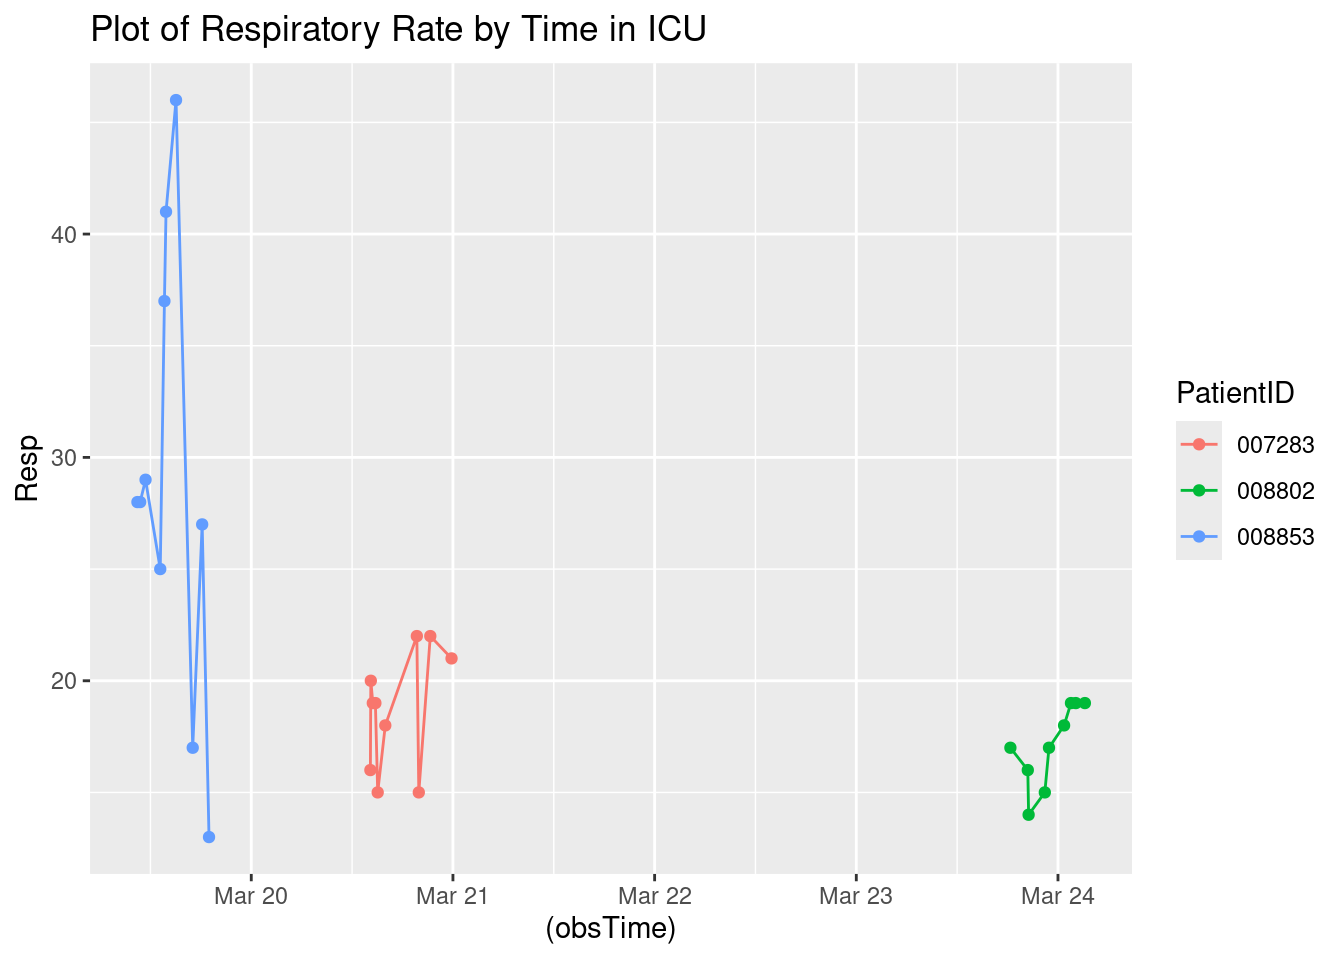 Plot of Respiratory Rate by Time in ICU
Resp
40
30
20
Mar 20 Mar 21 Mar 22 Mar 23 Mar 24
(obsTime)
PatientID
007283
008802
008853